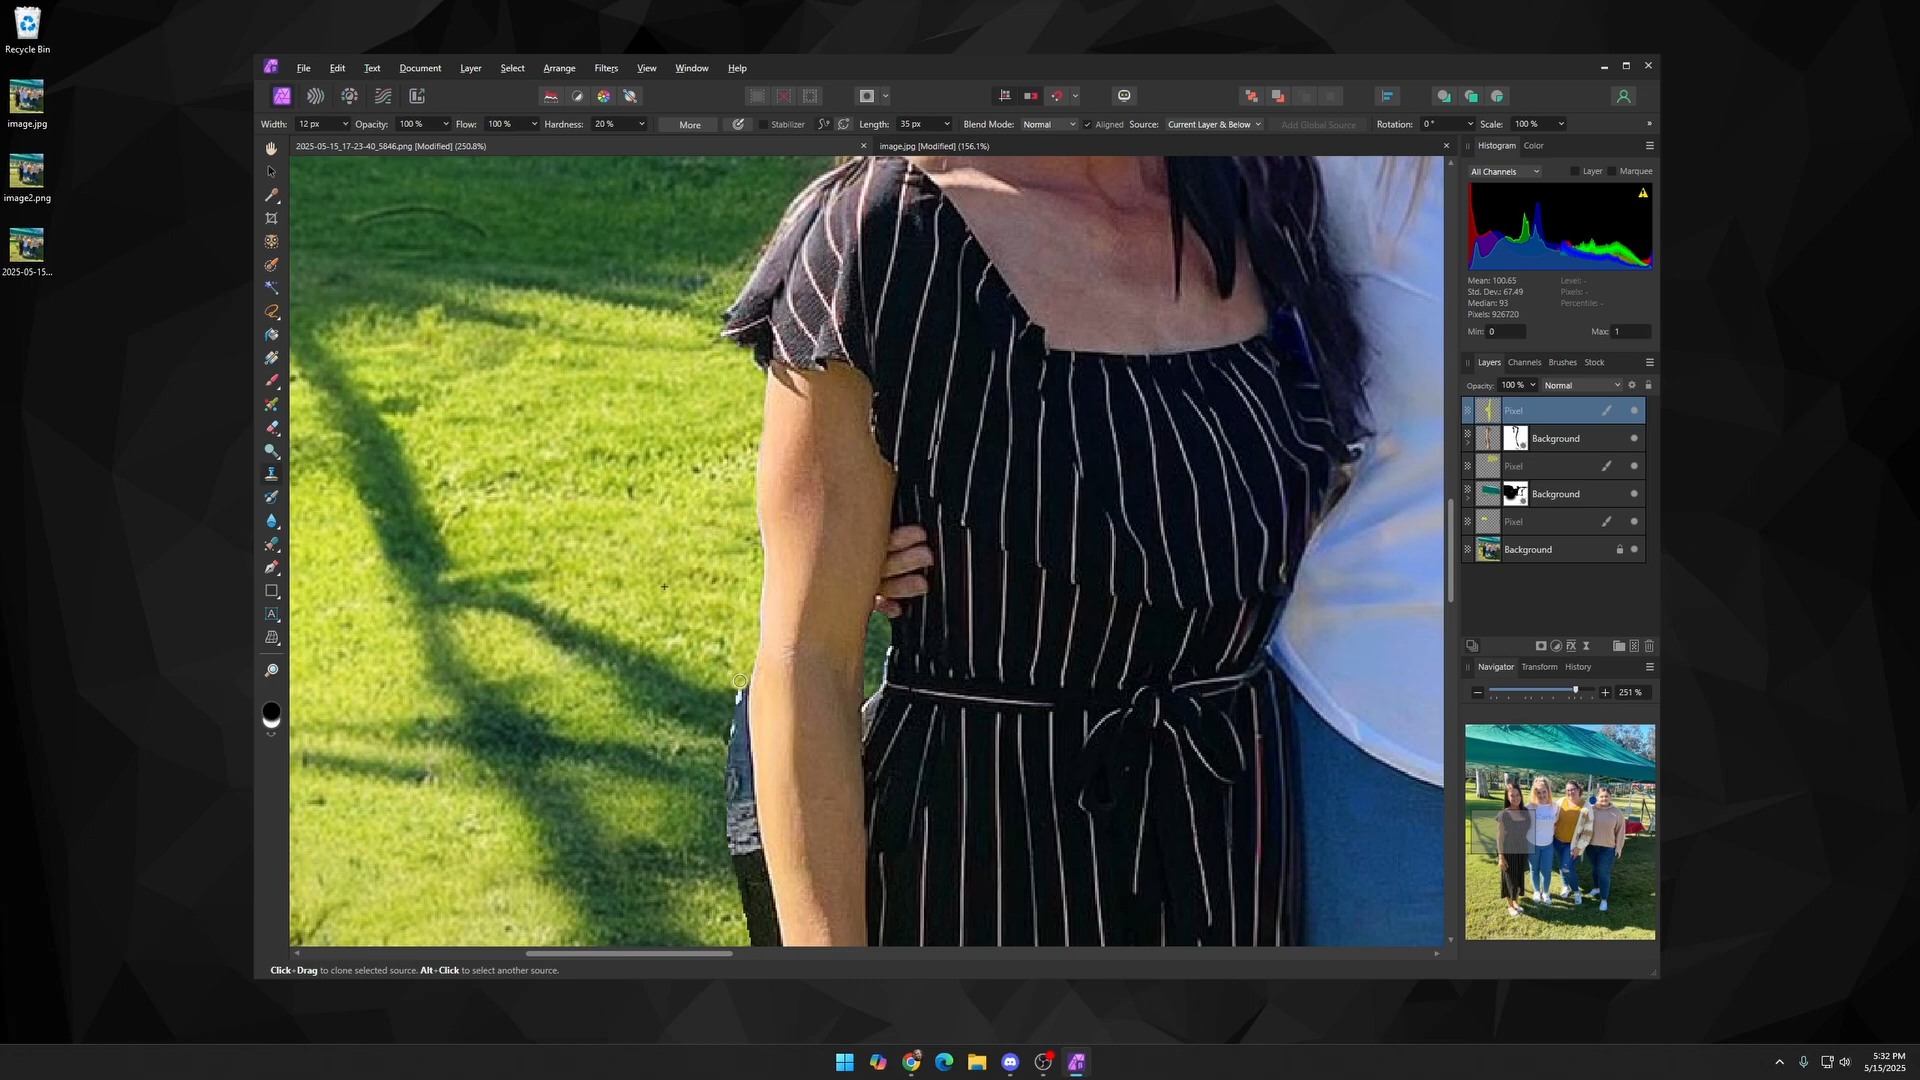 Recycle Bin
image.jpg
image2.png
2025-05-15...
File Edit Text Document Layer Select Arrange Filters View Window Help
Width: 12 px Opacity: 100 % Flow: 100 % Hardness: 20 % More Stabilizer Length: 35 px Blend Mode: Normal Aligned Source: Current Layer & Below Add Global Source Rotation: 0 ° Scale: 100 % »
2025-05-15_17-23-40_5846.png [Modified] (250.8%)
image.jpg [Modified] (156.1%)
Histogram Color
All Channels Layer Marquee
Mean: 100.65 Level: -
Std. Dev.: 67.49 Pixels: -
Median: 93 Percentile: -
Pixels: 926720
Min: 0 Max: 1
Layers Channels Brushes Stock
Opacity: 100 % Normal
Pixel
Background
Pixel
Background
Pixel
Background
Navigator Transform History
251 %
Click+Drag to clone selected source. Alt+Click to select another source.
5:32 PM
5/15/2025